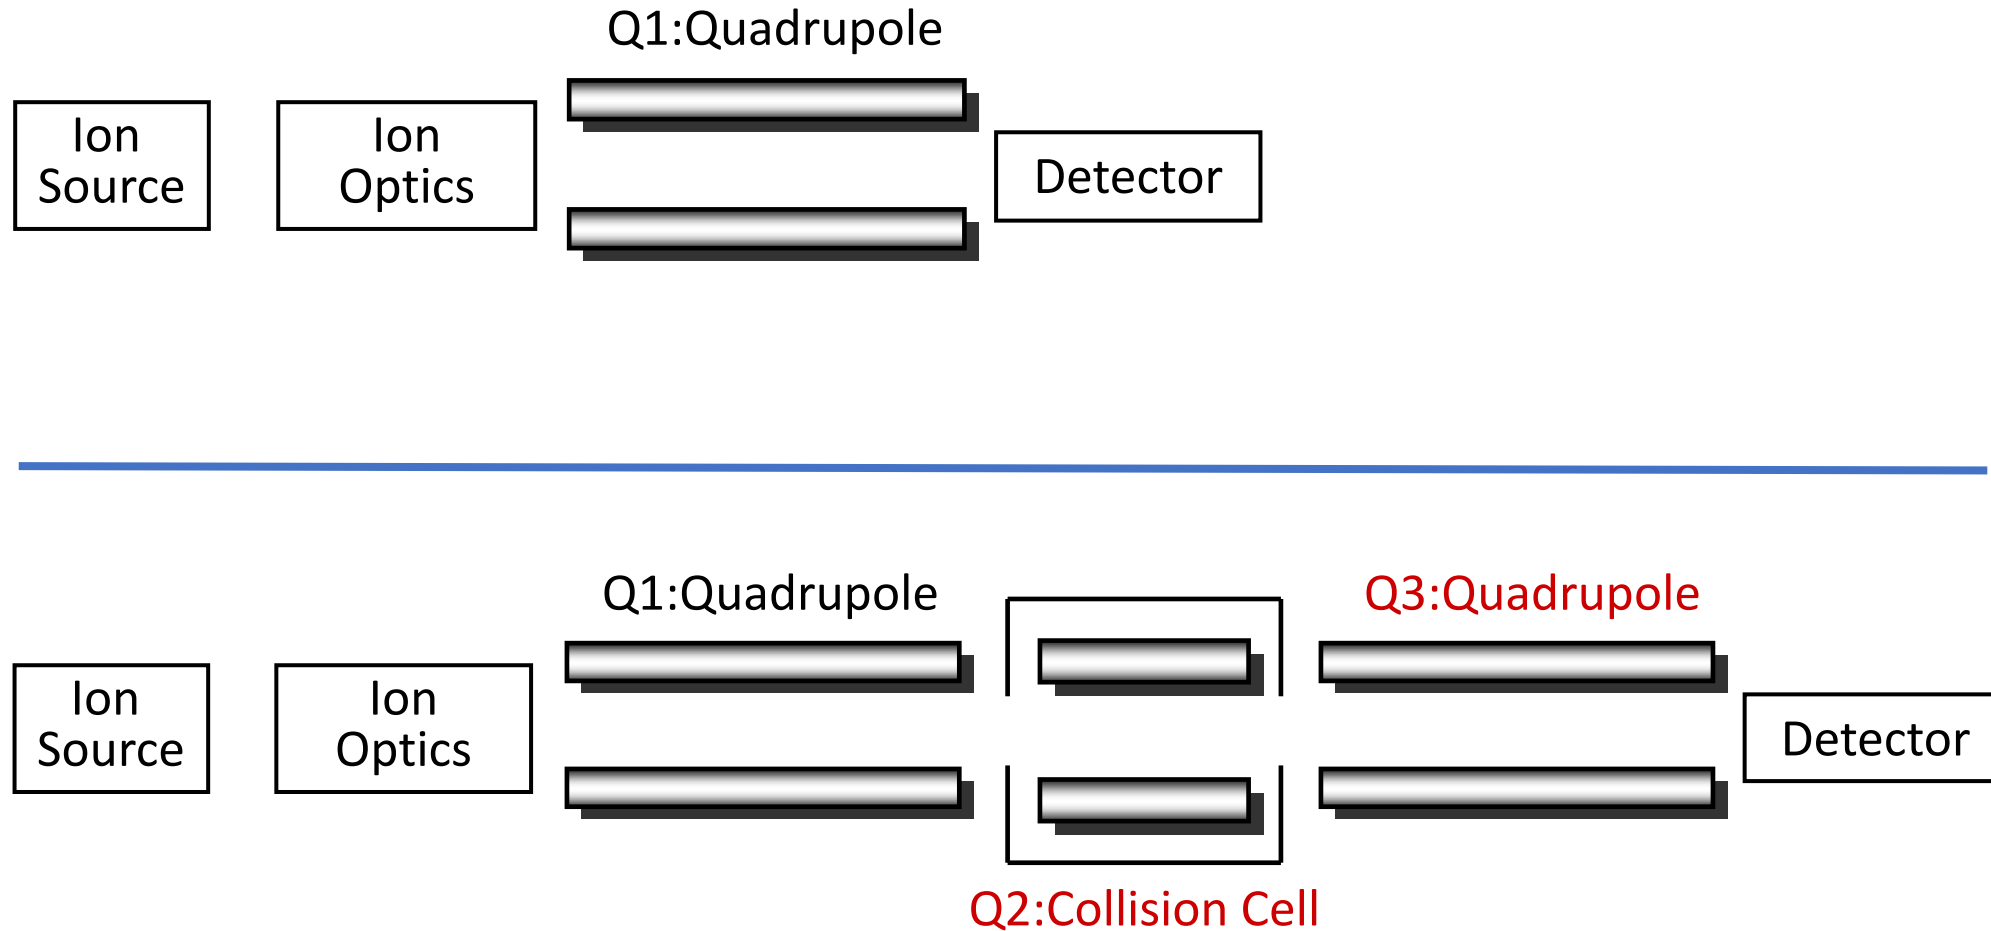 Q1:Quadrupole
Ion
Source
Ion
Optics
Detector
Q1:Quadrupole
Q3:Quadrupole
Ion
Source
Ion
Optics
Detector
Q2:Collision Cell